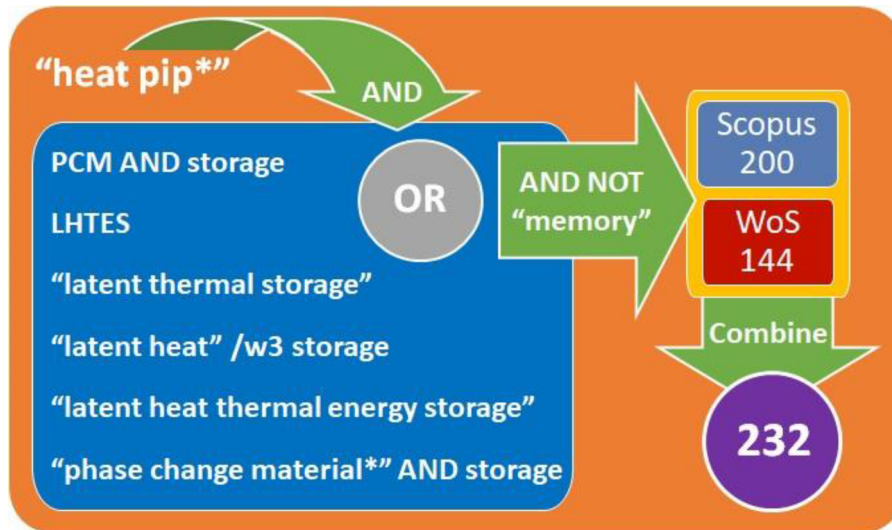 “heat pip*”
AND
PCM AND storage
LHTES
“latent thermal storage”
“latent heat” /w3 storage
“latent heat thermal energy storage”
“phase change material*” AND storage
OR
AND NOT
“memory”
Scopus
200
WoS
144
Combine
232